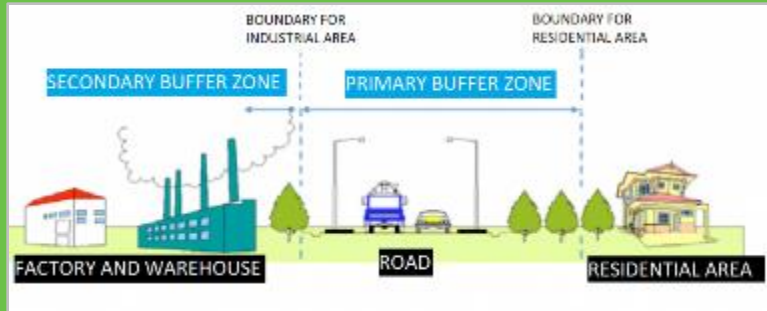 BOUNDARY FOR
INDUSTRIAL AREA
BOUNDARY FOR
RESIDENTIAL AREA
SECONDARY BUFFER ZONE
PRIMARY BUFFER ZONE
FACTORY AND WAREHOUSE
ROAD
RESIDENTIAL AREA